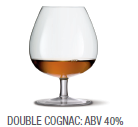 DOUBLE COGNAC: ABV 40%